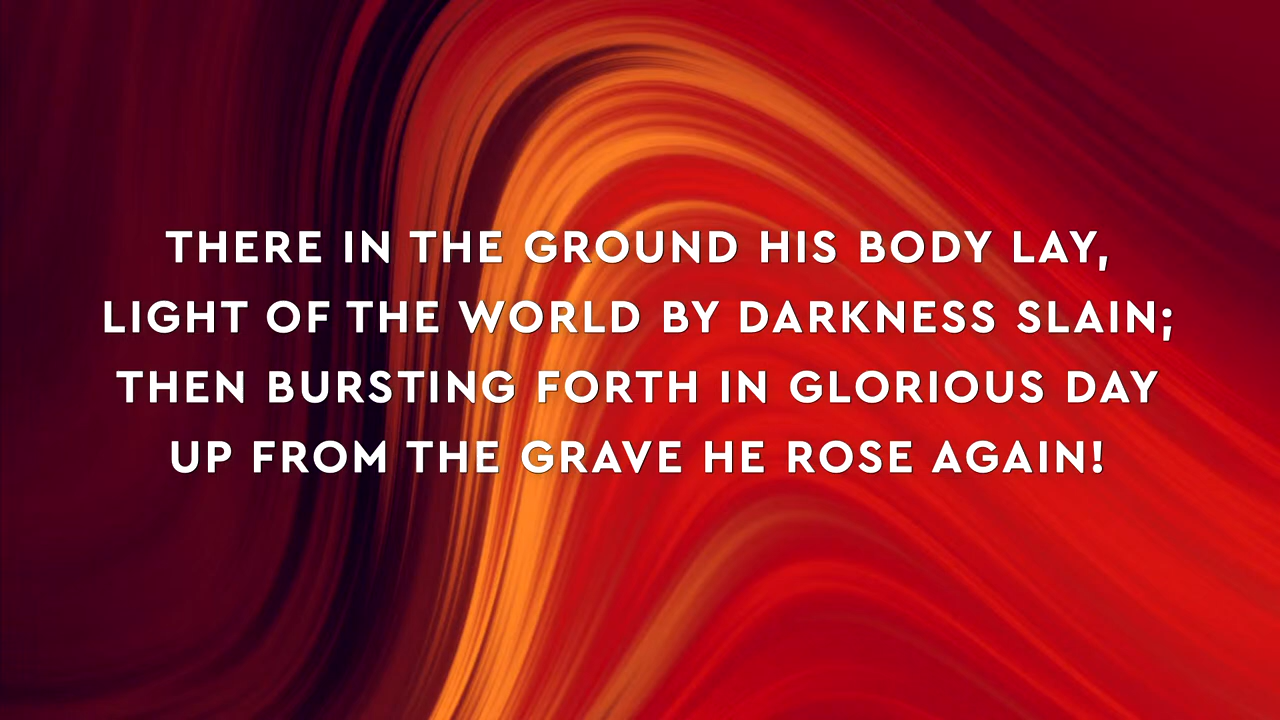 THERE IN THE GROUND HIS BODY LAY,
LIGHT OF THE WORLD BY DARKNESS SLAIN;
THEN BURSTING FORTH IN GLORIOUS DAY
UP FROM THE GRAVE HE ROSE AGAIN!